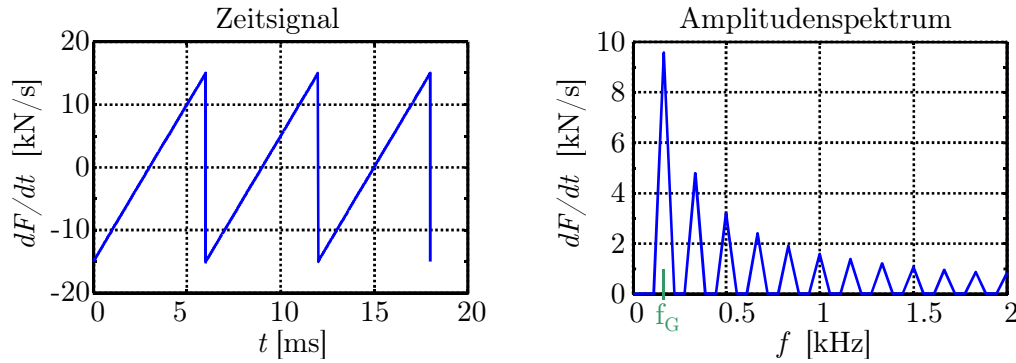 Zeitsignal
dF/dt [kN/s]
20
10
0
-10
-20
0 5 10 15 20
t [ms]
Amplitudenspektrum
dF/dt [kN/s]
10
8
6
4
2
0
0 0.5 1 1.5 2
f_G
f [kHz]